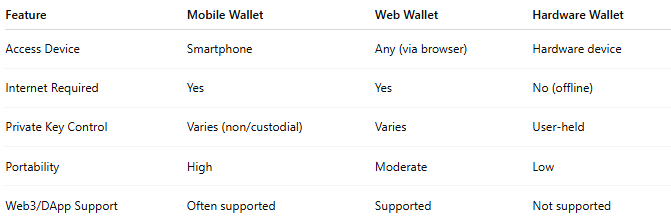 Feature Mobile Wallet Web Wallet Hardware Wallet
Access Device Smartphone Any (via browser) Hardware device
Internet Required Yes Yes No (offline)
Private Key Control Varies (non/custodial) Varies User-held
Portability High Moderate Low
Web3/DApp Support Often supported Supported Not supported